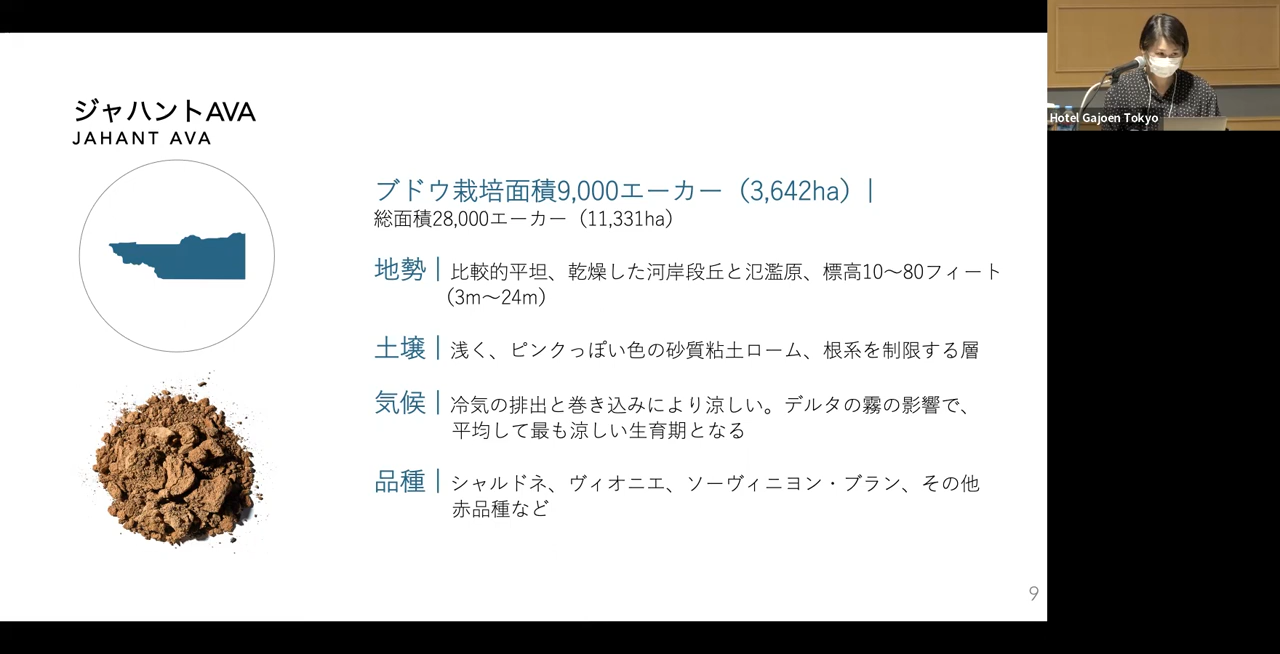 ジャハントAVA
JAHANT AVA
ブドウ栽培面積9,000エーカー（3,642ha）|
総面積28,000エーカー（11,331ha）
地勢 | 比較的平坦、乾燥した河岸段丘と氾濫原、標高10〜80フィート
（3m〜24m）
土壌 | 浅く、ピンクっぽい色の砂質粘土ローム、根系を制限する層
気候 | 冷気の排出と巻き込みにより涼しい。デルタの霧の影響で、
平均して最も涼しい生育期となる
品種 | シャルドネ、ヴィオニエ、ソーヴィニヨン・ブラン、その他
赤品種など
9
Hotel Gajoen Tokyo